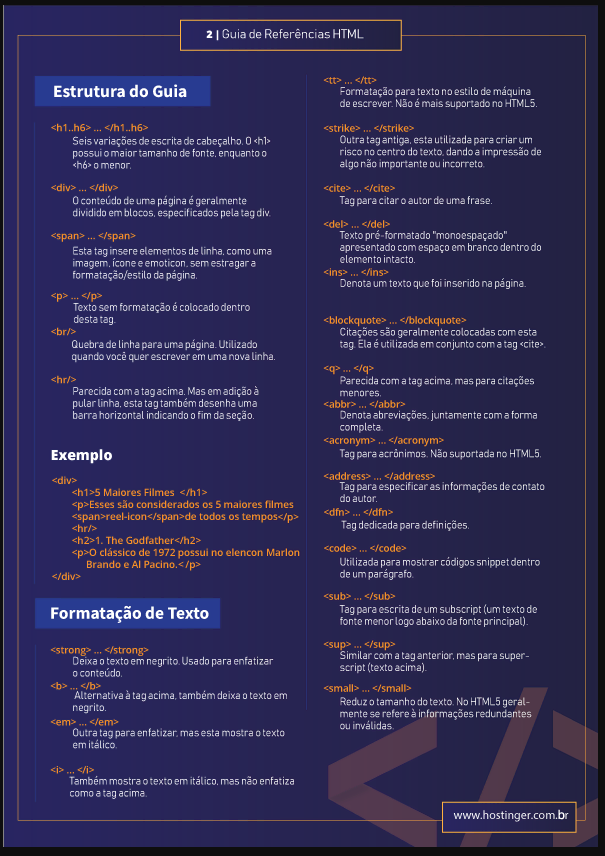 2 | Guia de Referências HTML
Estrutura do Guia
<h1..h6> ... </h1..h6>
Seis variações de escrita de cabeçalho. O <h1>
possui o maior tamanho de fonte, enquanto o
<h6> o menor.
<div> ... </div>
O conteúdo de uma página é geralmente
dividido em blocos, especificados pela tag div.
<span> ... </span>
Esta tag insere elementos de linha, como uma
imagem, ícone e emoticon, sem estragar a
formatação/estilo da página.
<p> ... </p>
Texto sem formatação é colocado dentro
desta tag.
<br/>
Quebra de linha para uma página. Utilizado
quando você quer escrever em uma nova linha.
<hr/>
Parecida com a tag acima. Mas em adição à
pular linha, esta tag também desenha uma
barra horizontal indicando o fim da seção.
Exemplo
<div>
<h1>5 Maiores Filmes </h1>
<p>Esses são considerados os 5 maiores filmes
<span>reel-icon</span>de todos os tempos</p>
<hr/>
<h2>1. The Godfather</h2>
<p>O clássico de 1972 possui no elencon Marlon
Brando e Al Pacino.</p>
</div>
Formatação de Texto
<strong> ... </strong>
Deixa o texto em negrito. Usado para enfatizar
o conteúdo.
<b> ... </b>
Alternativa à tag acima, também deixa o texto em
negrito.
<em> ... </em>
Outra tag para enfatizar, mas esta mostra o texto
em itálico.
<i> ... </i>
Também mostra o texto em itálico, mas não enfatiza
como a tag acima.
<tt> ... </tt>
Formatação para texto no estilo de máquina
de escrever. Não é mais suportado no HTML5.
<strike> ... </strike>
Outra tag antiga, esta utilizada para criar um
risco no centro do texto, dando a impressão de
algo não importante ou incorreto.
<cite> ... </cite>
Tag para citar o autor de uma frase.
<del> ... </del>
Texto pré-formatado "monoespaçado"
apresentado com espaço em branco dentro do
elemento intacto.
<ins> ... </ins>
Denota um texto que foi inserido na página.
<blockquote> ... </blockquote>
Citações são geralmente colocadas com esta
tag. Ela é utilizada em conjunto com a tag <cite>.
<q> ... </q>
Parecida com a tag acima, mas para citações
menores.
<abbr> ... </abbr>
Denota abreviações, juntamente com a forma
completa.
<acronym> ... </acronym>
Tag para acrônimos. Não suportada no HTML5.
<address> ... </address>
Tag para especificar as informações de contato
do autor.
<dfn> ... </dfn>
Tag dedicada para definições.
<code> ... </code>
Utilizada para mostrar códigos snippet dentro
de um parágrafo.
<sub> ... </sub>
Tag para escrita de um subscript (um texto de
fonte menor logo abaixo da fonte principal).
<sup> ... </sup>
Similar com a tag anterior, mas para super-
script (texto acima).
<small> ... </small>
Reduz o tamanho do texto. No HTML5 geral-
mente se refere à informações redundantes
ou inválidas.
www.hostinger.com.br